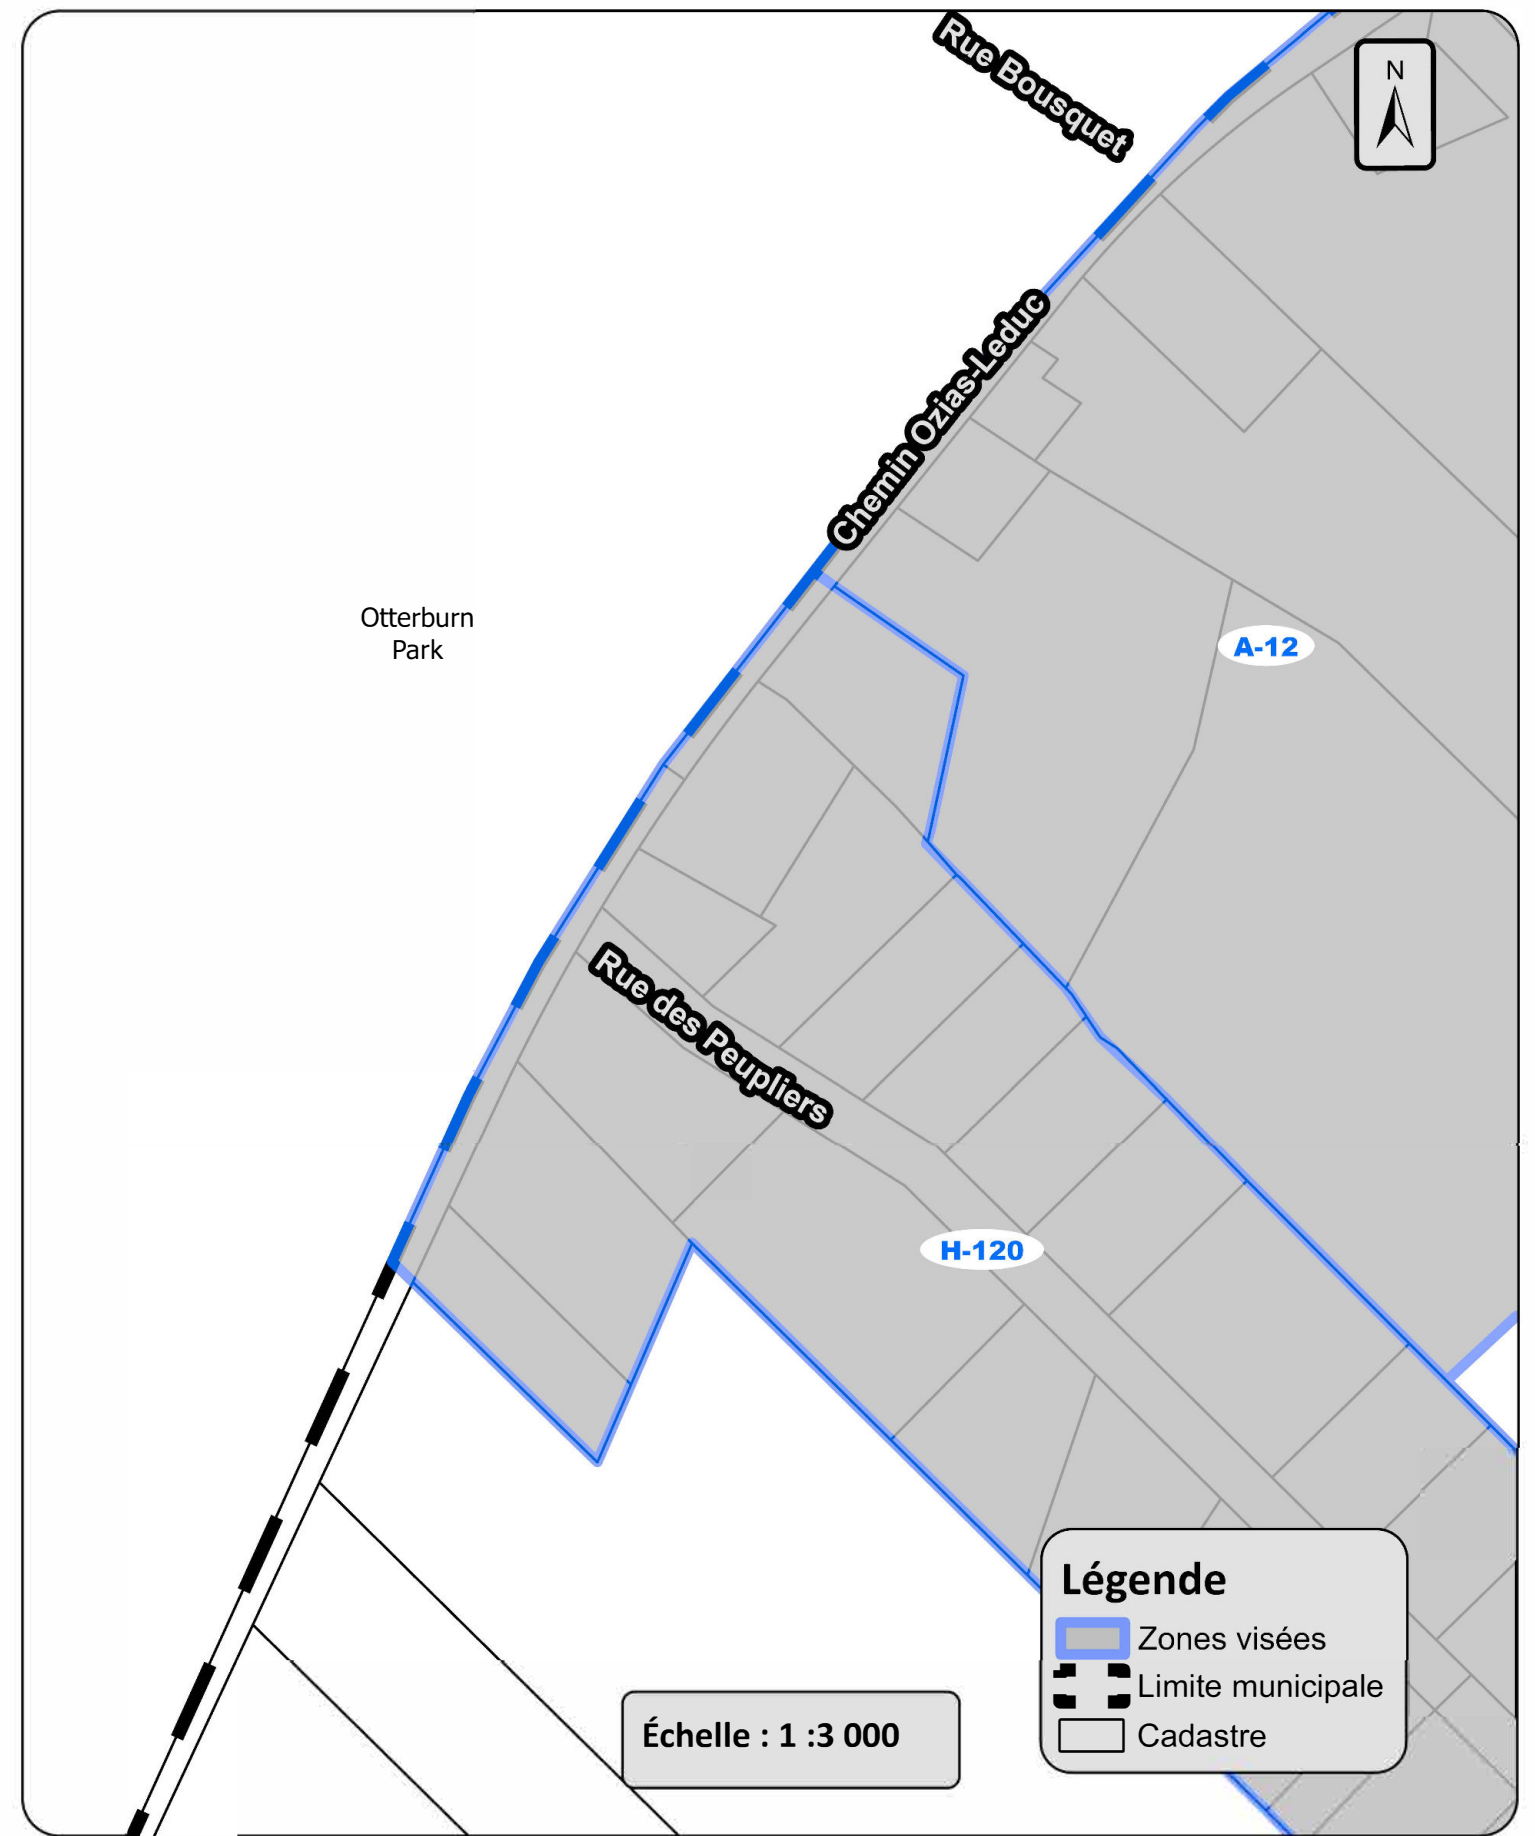 Rue Bousquet
N
Chemin Ozias-Leduc
Otterburn
Park
A-12
Rue des Peupliers
H-120
Légende
Zones visées
Limite municipale
Cadastre
Échelle : 1 :3 000